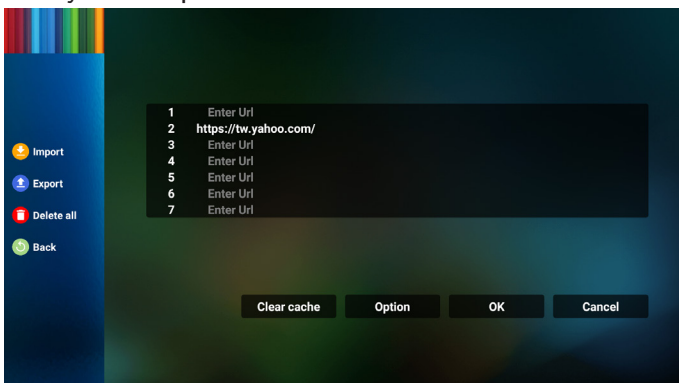 1 Enter Url
2 https://tw.yahoo.com/
3 Enter Url
4 Enter Url
5 Enter Url
6 Enter Url
7 Enter Url
Import
Export
Delete all
Back
Clear cache Option OK Cancel